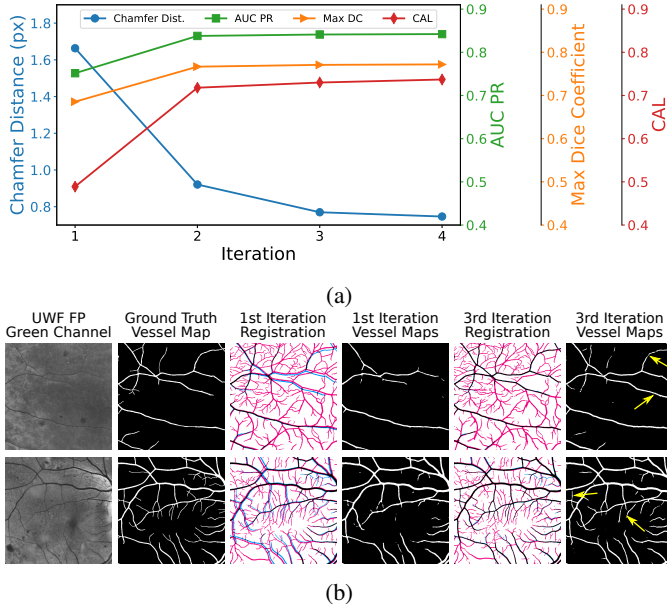 Chamfer Dist. AUC PR Max DC CAL
Chamfer Distance (px)
1.8
1.6
1.4
1.2
1.0
0.8
1 2 3 4
Iteration
0.9
0.8
0.7
0.6
0.5
0.4
AUC PR
0.9
0.8
0.7
0.6
0.5
0.4
Max Dice Coefficient
0.9
0.8
0.7
0.6
0.5
0.4
CAL
(a)
UWF FP Ground Truth 1st Iteration 1st Iteration 3rd Iteration 3rd Iteration
Green Channel Vessel Map Registration Vessel Maps Registration Vessel Maps
(b)